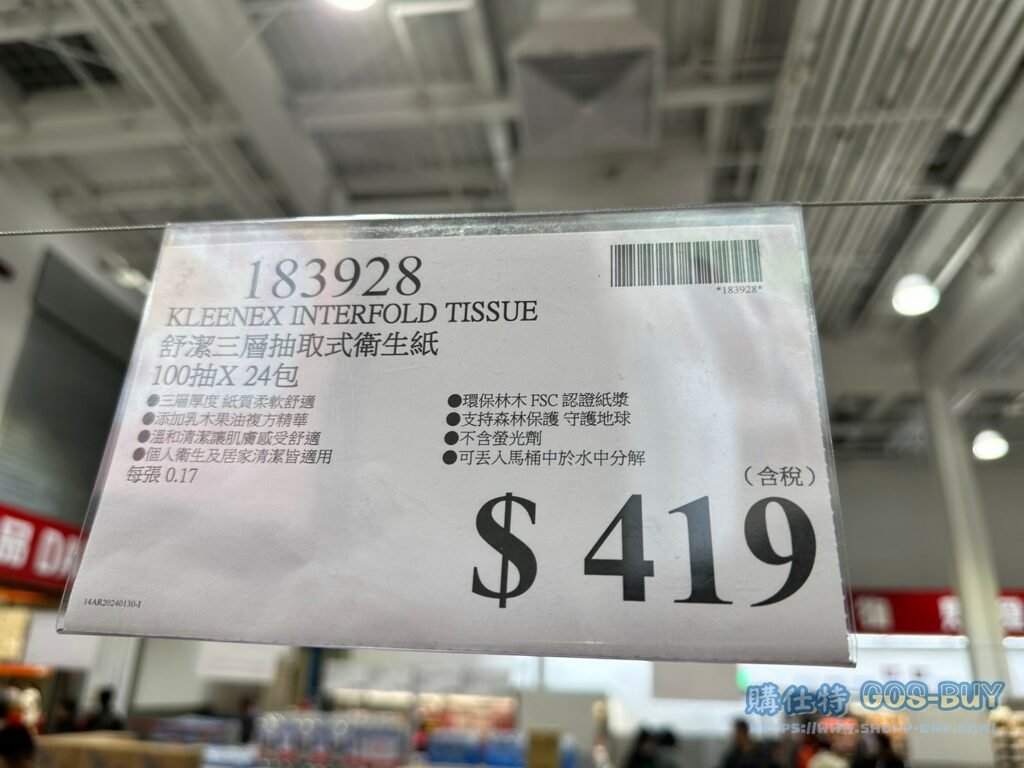 183928
*183928*
KLEENEX INTERFOLD TISSUE
舒潔三層抽取式衛生紙
100抽X 24包
●三層厚度 紙質柔軟舒適
●添加乳木果油複方精華
●溫和清潔讓肌膚感受舒適
●個人衛生及居家清潔皆適用
每張 0.17
●環保林木 FSC 認證紙漿
●支持森林保護 守護地球
●不含螢光劑
●可丟入馬桶中於水中分解
(含稅)
$ 419
14AR20240130-I
品 DA
購仕特 GOS-BUY